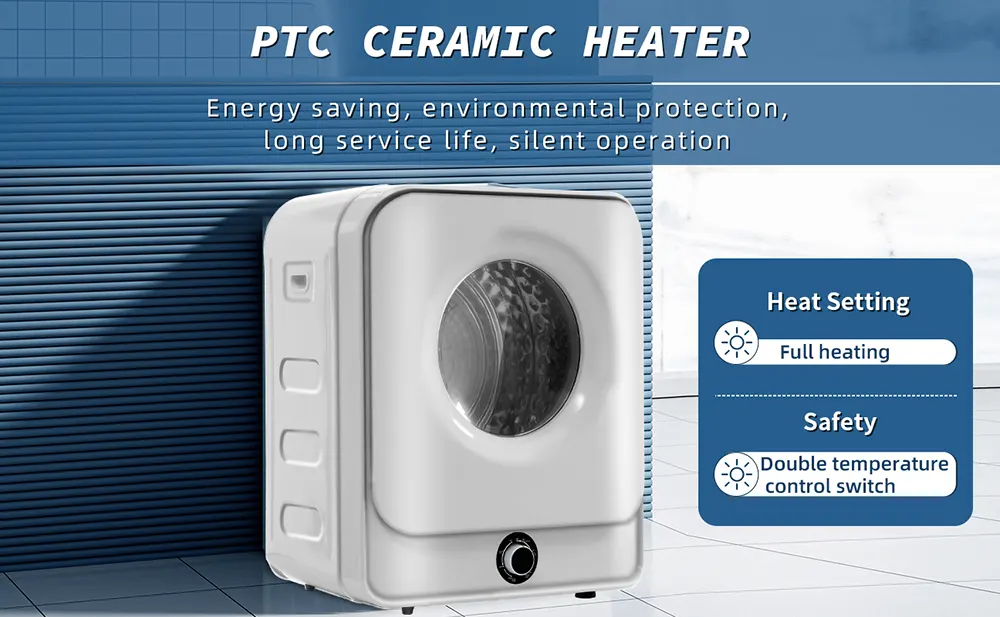 PTC CERAMIC HEATER
Energy saving, environmental protection,
long service life, silent operation
Heat Setting
Full heating
Safety
Double temperature
control switch